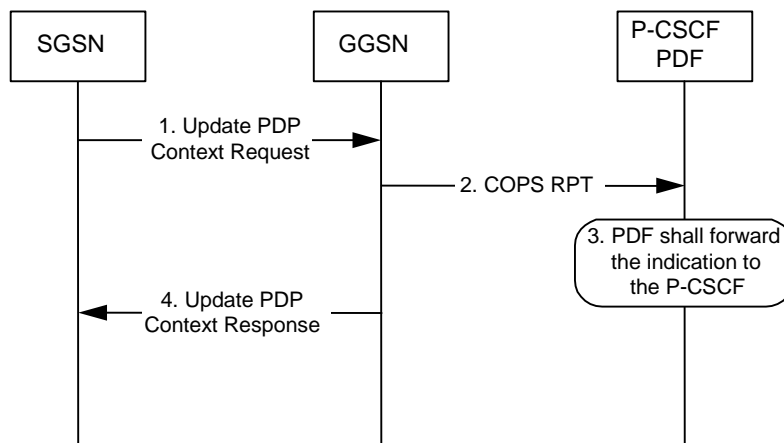 SGSN
GGSN
P-CSCF
PDF
1. Update PDP
Context Request
2. COPS RPT
3. PDF shall forward
the indication to
the P-CSCF
4. Update PDP
Context Response